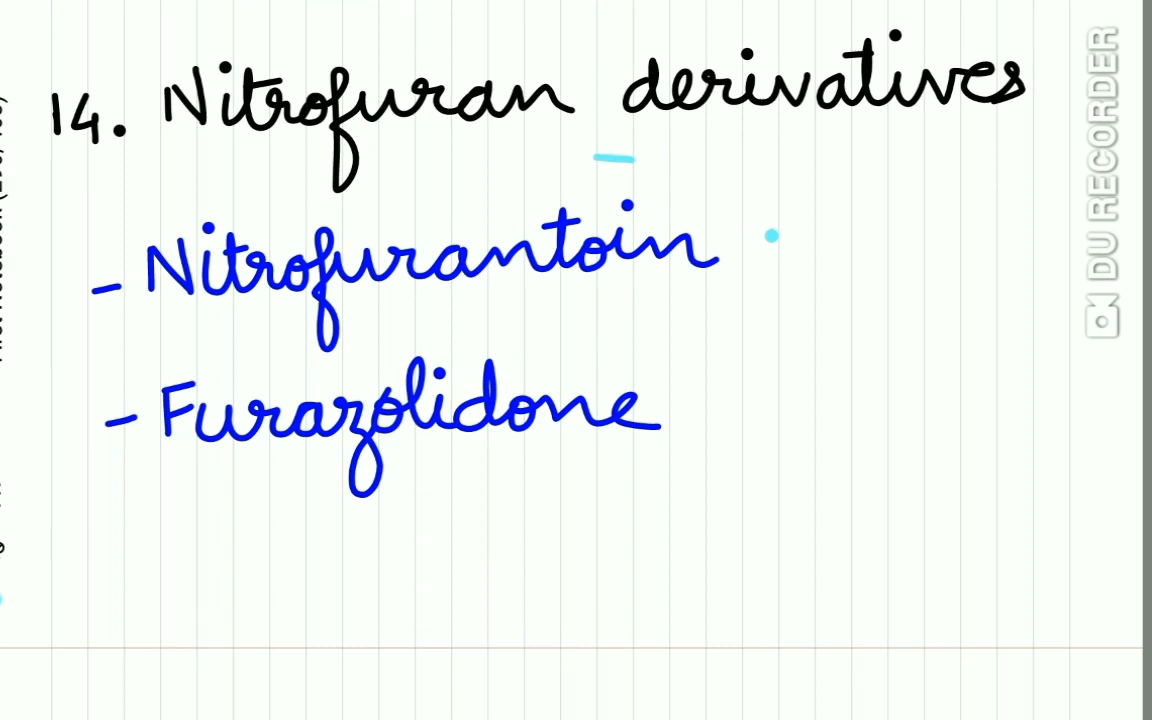 14. Nitrofuran derivatives
- Nitrofurantoin
- Furazolidone
DU RECORDER